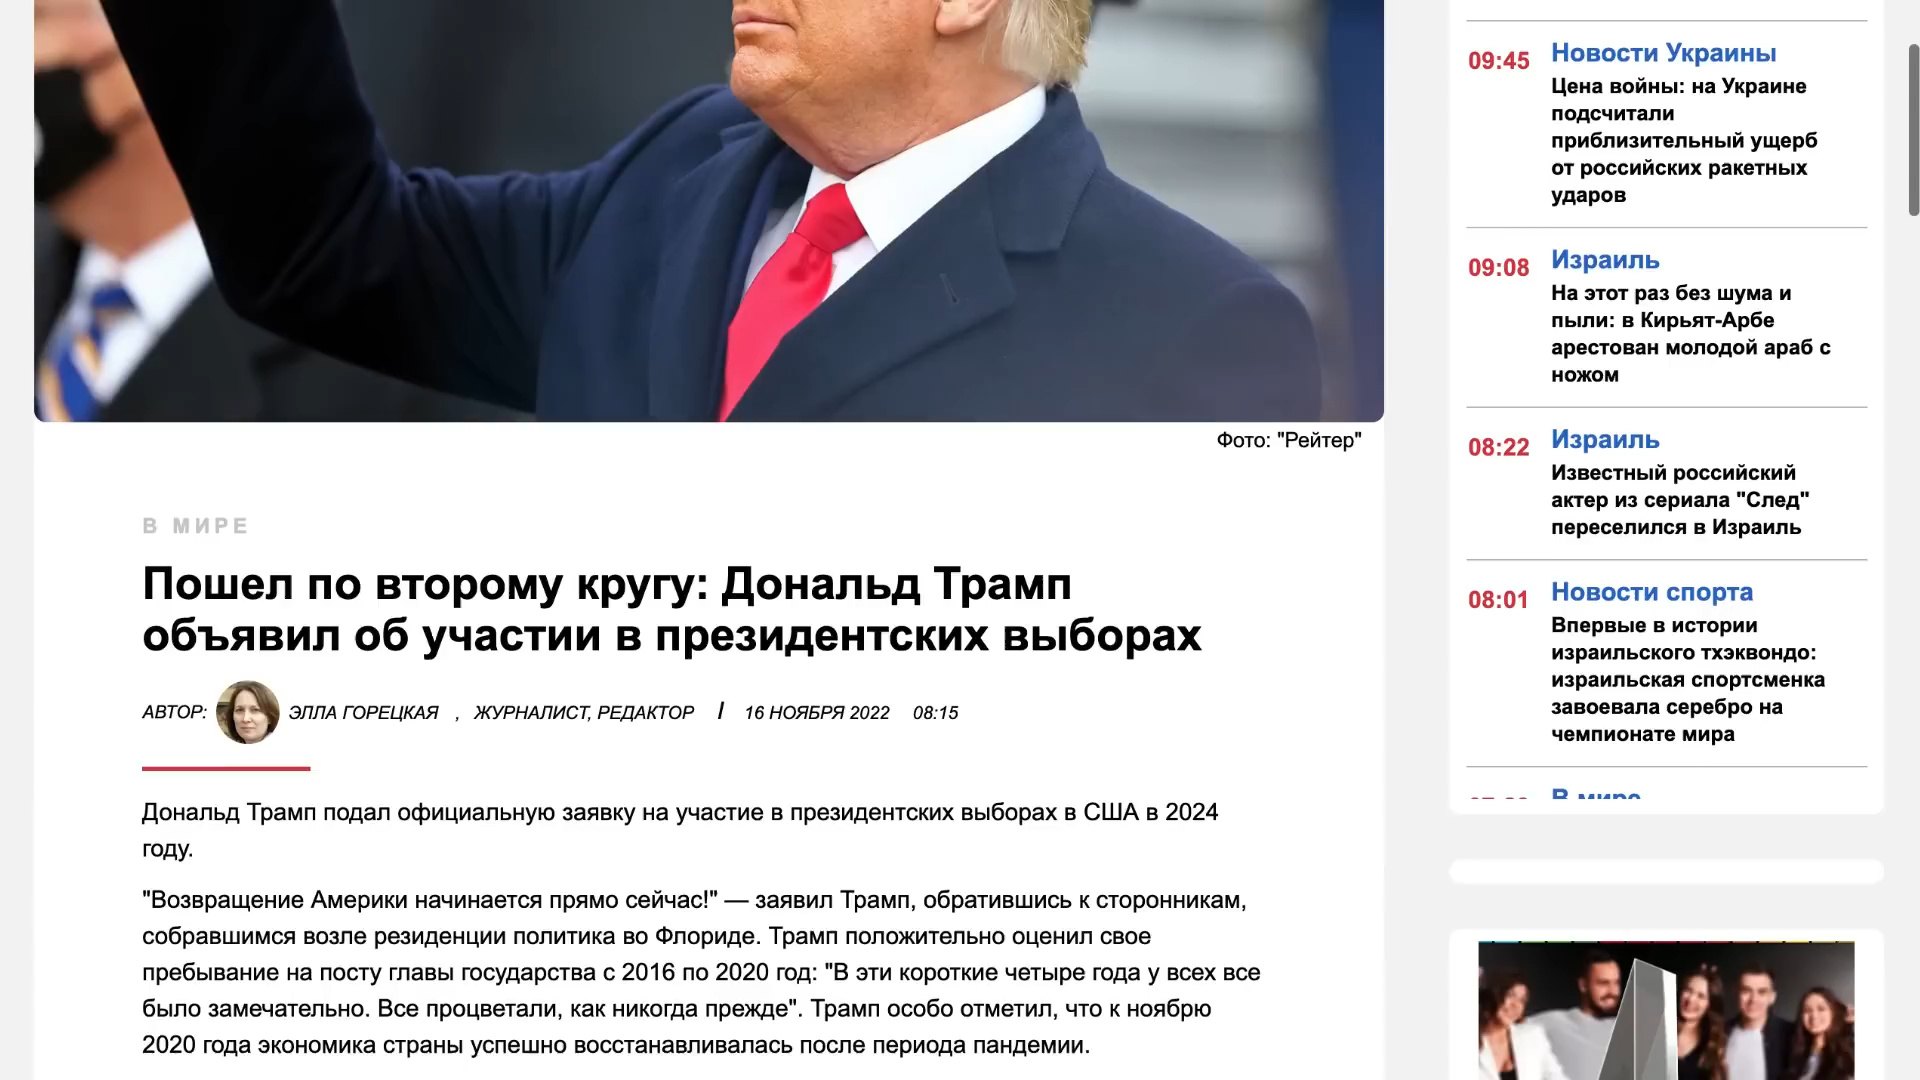 Фото: "Рейтер"
В МИРЕ
Пошел по второму кругу: Дональд Трамп
объявил об участии в президентских выборах
АВТОР: ЭЛЛА ГОРЕЦКАЯ , ЖУРНАЛИСТ, РЕДАКТОР / 16 НОЯБРЯ 2022 08:15
Дональд Трамп подал официальную заявку на участие в президентских выборах в США в 2024
году.
"Возвращение Америки начинается прямо сейчас!" — заявил Трамп, обратившись к сторонникам,
собравшимся возле резиденции политика во Флориде. Трамп положительно оценил свое
пребывание на посту главы государства с 2016 по 2020 год: "В эти короткие четыре года у всех все
было замечательно. Все процветали, как никогда прежде". Трамп особо отметил, что к ноябрю
2020 года экономика страны успешно восстанавливалась после периода пандемии.
09:45 Новости Украины
Цена войны: на Украине
подсчитали
приблизительный ущерб
от российских ракетных
ударов
09:08 Израиль
На этот раз без шума и
пыли: в Кирьят-Арбе
арестован молодой араб с
ножом
08:22 Израиль
Известный российский
актер из сериала "След"
переселился в Израиль
08:01 Новости спорта
Впервые в истории
израильского тхэквондо:
израильская спортсменка
завоевала серебро на
чемпионате мира
В мире